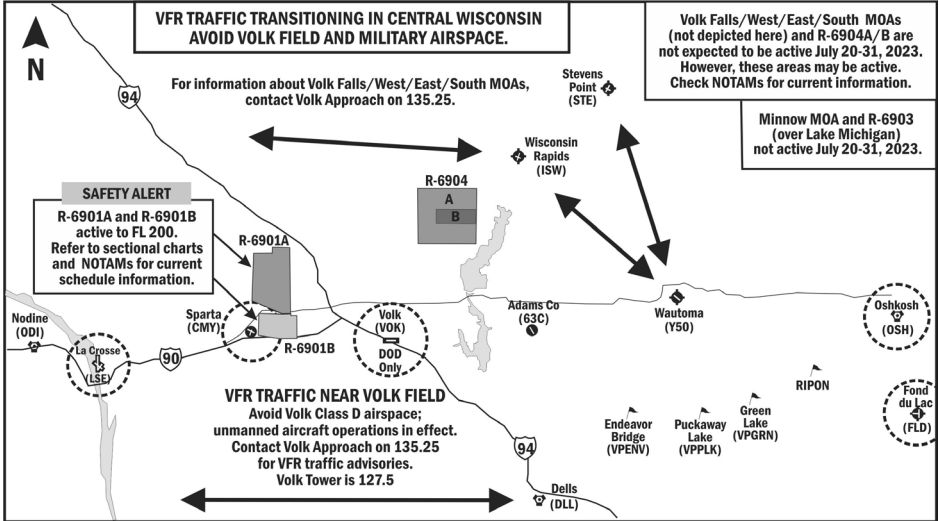 VFR TRAFFIC TRANSITIONING IN CENTRAL WISCONSIN
AVOID VOLK FIELD AND MILITARY AIRSPACE.
Volk Falls/West/East/South MOAs
(not depicted here) and R-6904A/B are
not expected to be active July 20-31, 2023.
However, these areas may be active.
Check NOTAMs for current information.
Minnow MOA and R-6903
(over Lake Michigan)
not active July 20-31, 2023.
N
94
For information about Volk Falls/West/East/South MOAs,
contact Volk Approach on 135.25.
Stevens
Point
(STE)
Wisconsin
Rapids
(ISW)
R-6904
A
B
SAFETY ALERT
R-6901A and R-6901B
active to FL 200.
Refer to sectional charts
and NOTAMs for current
schedule information.
R-6901A
Nodine
(ODI)
La Crosse
(LSE)
90
Sparta
(CMY)
R-6901B
Volk
(VOK)
DOD
Only
Adams Co
(63C)
Wautoma
(Y50)
Oshkosh
(OSH)
VFR TRAFFIC NEAR VOLK FIELD
Avoid Volk Class D airspace;
unmanned aircraft operations in effect.
Contact Volk Approach on 135.25
for VFR traffic advisories.
Volk Tower is 127.5
94
Dells
(DLL)
Endeavor
Bridge
(VPENV)
Puckaway
Lake
(VPPLK)
Green
Lake
(VPGRN)
RIPON
Fond
du Lac
(FLD)